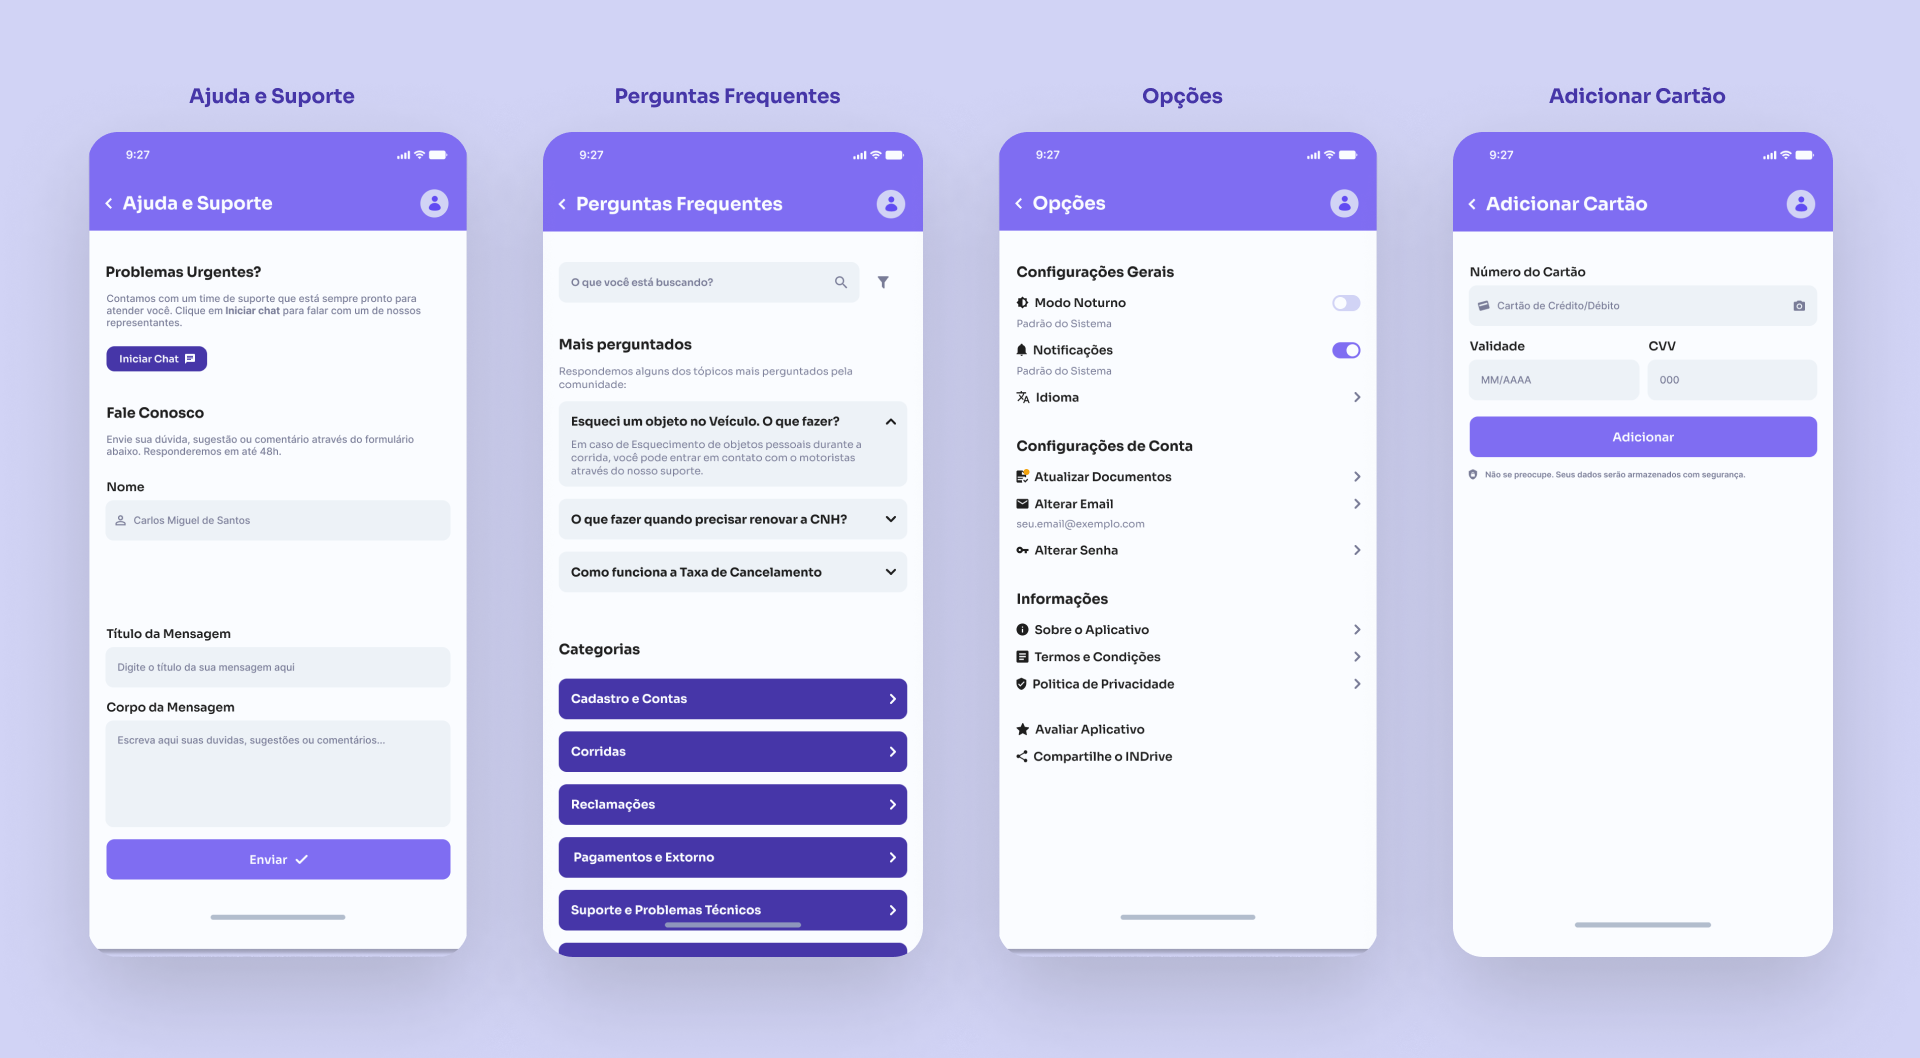 Ajuda e Suporte
9:27
Ajuda e Suporte
Problemas Urgentes?
Contamos com um time de suporte que está sempre pronto para
atender você. Clique em Iniciar chat para falar com um de nossos
representantes.
Iniciar Chat
Fale Conosco
Envie sua dúvida, sugestão ou comentário através do formulário
abaixo. Responderemos em até 48h.
Nome
Carlos Miguel de Santos
Título da Mensagem
Digite o título da sua mensagem aqui
Corpo da Mensagem
Escreva aqui suas duvidas, sugestões ou comentários...
Enviar
Perguntas Frequentes
9:27
Perguntas Frequentes
O que você está buscando?
Mais perguntados
Respondemos alguns dos tópicos mais perguntados pela
comunidade:
Esqueci um objeto no Veículo. O que fazer?
Em caso de Esquecimento de objetos pessoais durante a
corrida, você pode entrar em contato com o motoristas
através do nosso suporte.
O que fazer quando precisar renovar a CNH?
Como funciona a Taxa de Cancelamento
Categorias
Cadastro e Contas
Corridas
Reclamações
Pagamentos e Extorno
Suporte e Problemas Técnicos
Opções
9:27
Opções
Configurações Gerais
Modo Noturno
Padrão do Sistema
Notificações
Padrão do Sistema
Idioma
Configurações de Conta
Atualizar Documentos
Alterar Email
seu.email@exemplo.com
Alterar Senha
Informações
Sobre o Aplicativo
Termos e Condições
Politica de Privacidade
Avaliar Aplicativo
Compartilhe o INDrive
Adicionar Cartão
9:27
Adicionar Cartão
Número do Cartão
Cartão de Crédito/Débito
Validade
CVV
MM/AAAA
000
Adicionar
Não se preocupe. Seus dados serão armazenados com segurança.